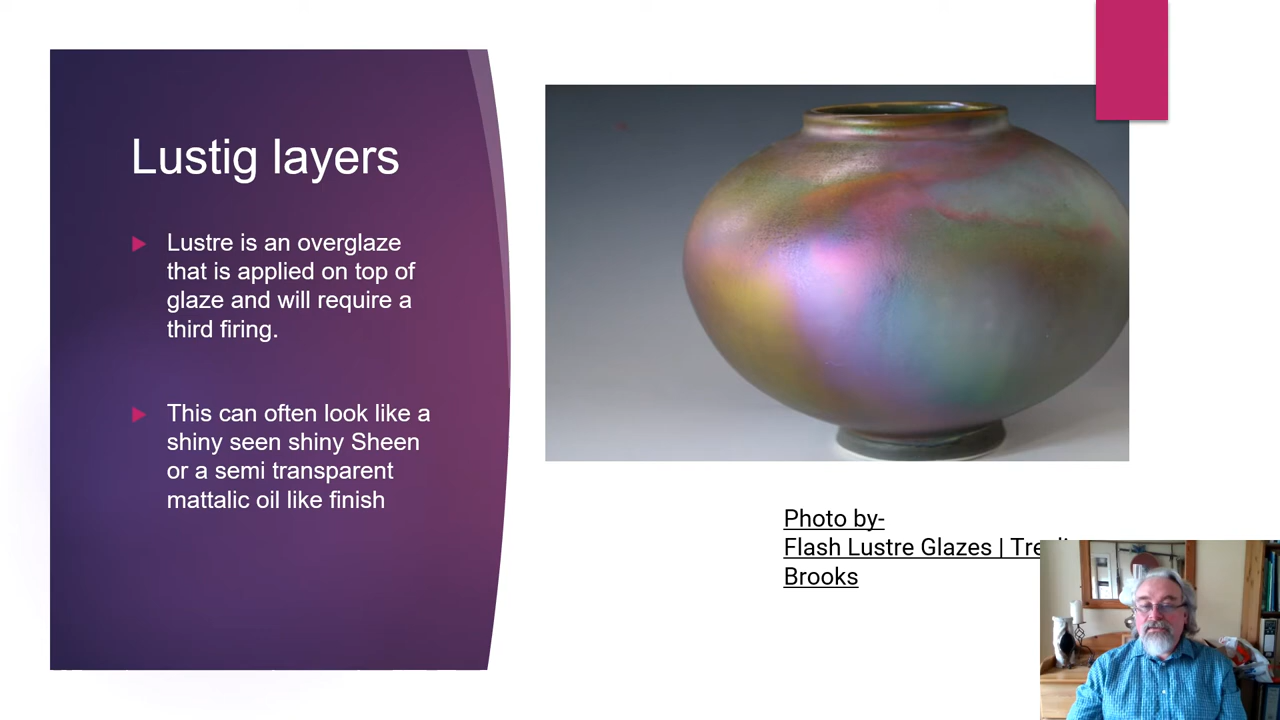 Lustig layers
Lustre is an overglaze
that is applied on top of
glaze and will require a
third firing.
This can often look like a
shiny seen shiny Sheen
or a semi transparent
mattalic oil like finish
Photo by-
Flash Lustre Glazes |
Brooks